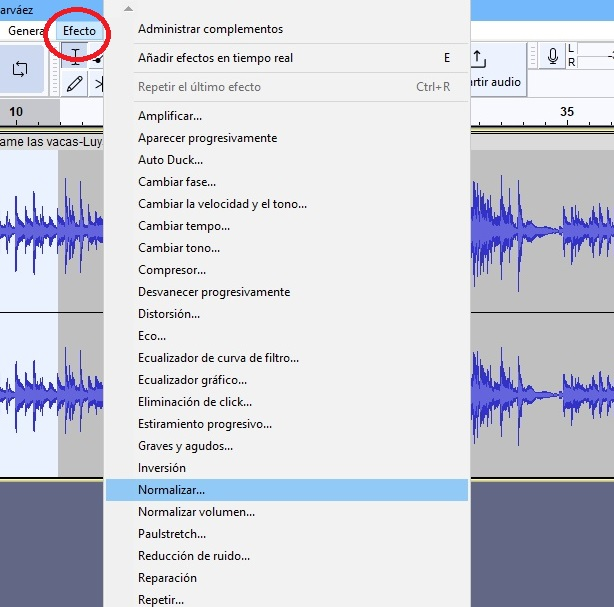 arváez
Genera Efecto
10
ame las vacas-Luy
Administrar complementos
Añadir efectos en tiempo real E
Repetir el último efecto Ctrl+R
Amplificar...
Aparecer progresivamente
Auto Duck...
Cambiar fase...
Cambiar la velocidad y el tono...
Cambiar tempo...
Cambiar tono...
Compresor...
Desvanecer progresivamente
Distorsión...
Eco...
Ecualizador de curva de filtro...
Ecualizador gráfico...
Eliminación de click...
Estiramiento progresivo...
Graves y agudos...
Inversión
Normalizar...
Normalizar volumen...
Paulstretch...
Reducción de ruido...
Reparación
Repetir...
L
R
rtir audio
35